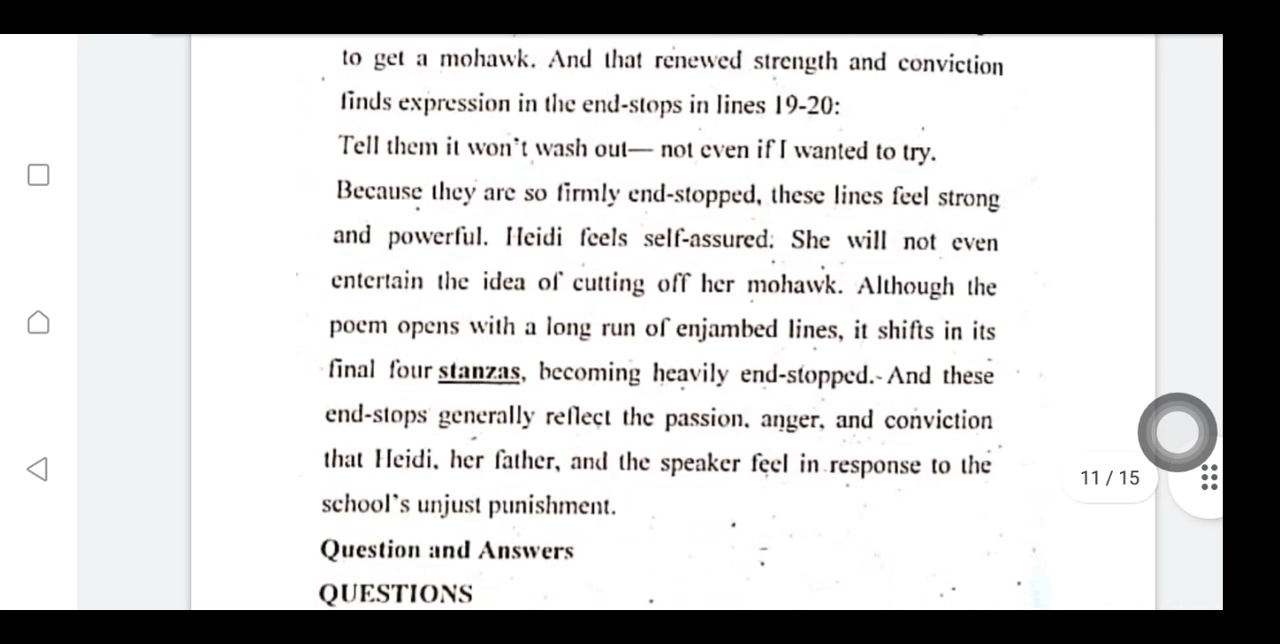 to get a mohawk. And that renewed strength and conviction
finds expression in the end-stops in lines 19-20:
Tell them it won't wash out— not even if I wanted to try.
Because they are so firmly end-stopped, these lines feel strong
and powerful. Heidi feels self-assured: She will not even
entertain the idea of cutting off her mohawk. Although the
poem opens with a long run of enjambed lines, it shifts in its
final four stanzas, becoming heavily end-stopped. And these
end-stops generally reflect the passion, anger, and conviction
that Heidi, her father, and the speaker feel in response to the
school's unjust punishment.
Question and Answers
QUESTIONS
11 / 15